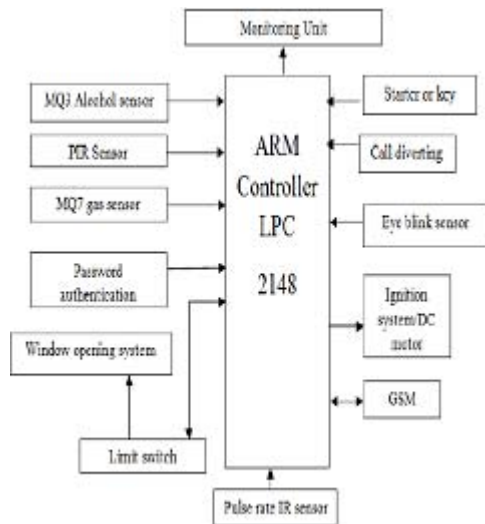 Monitoring Unit
MQ3 Alcohol sensor
PIR Sensor
MQ7 gas sensor
Password
authentication
Window opening system
Limit switch
ARM
Controller
LPC
2148
Starter or key
Call diverting
Eye blink sensor
Ignition
system/DC
motor
GSM
Pulse rate IR sensor